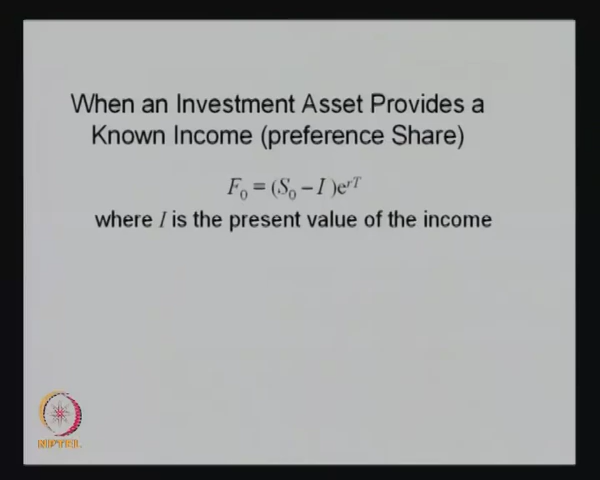 When an Investment Asset Provides a
Known Income (preference Share)
F₀ = (S₀ – I )eʳᵀ
where I is the present value of the income
NPTEL